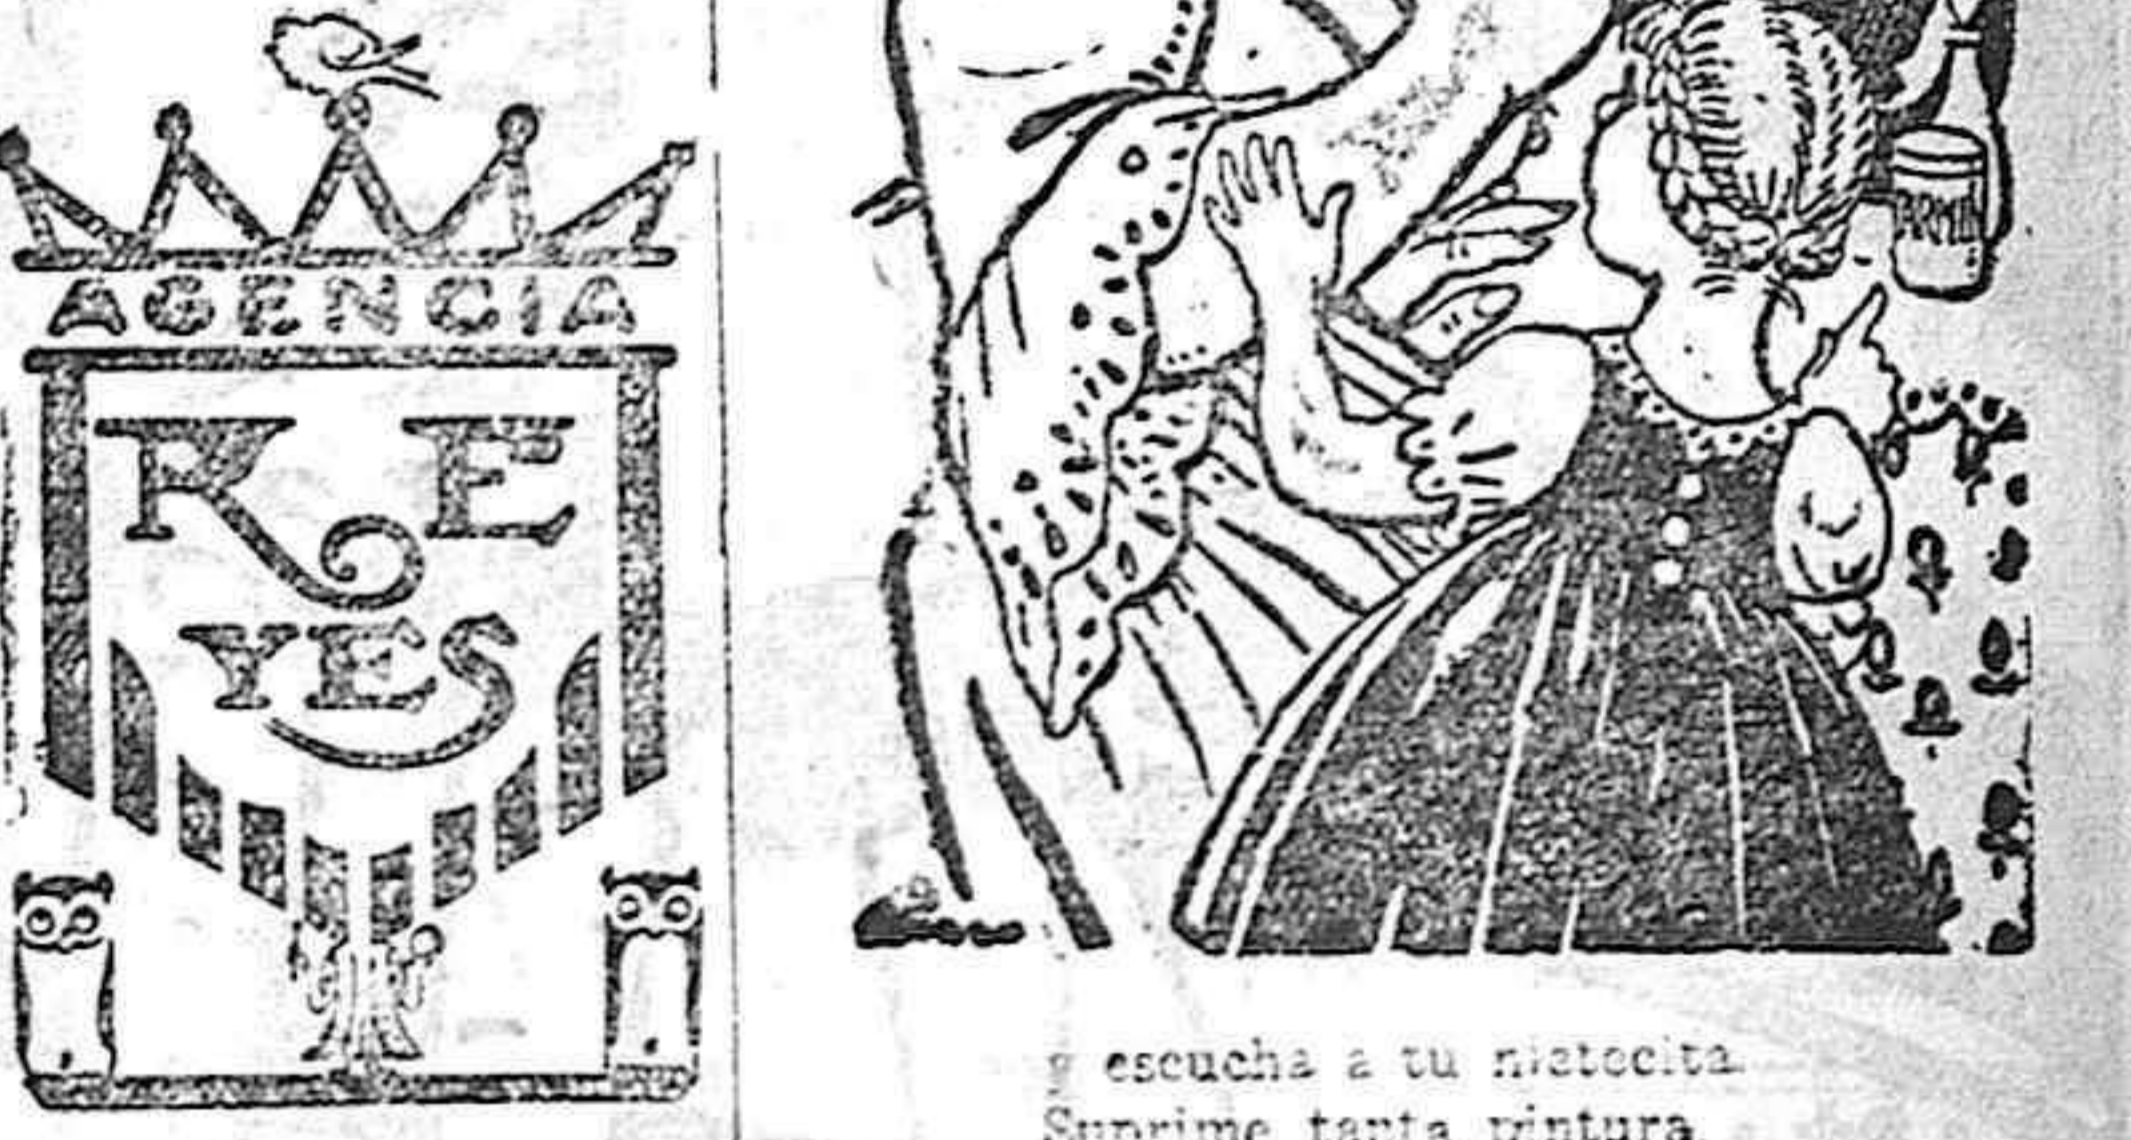 AGENCIA
REYES
y escucha a tu nietecita.
Suprime tanta pintura,